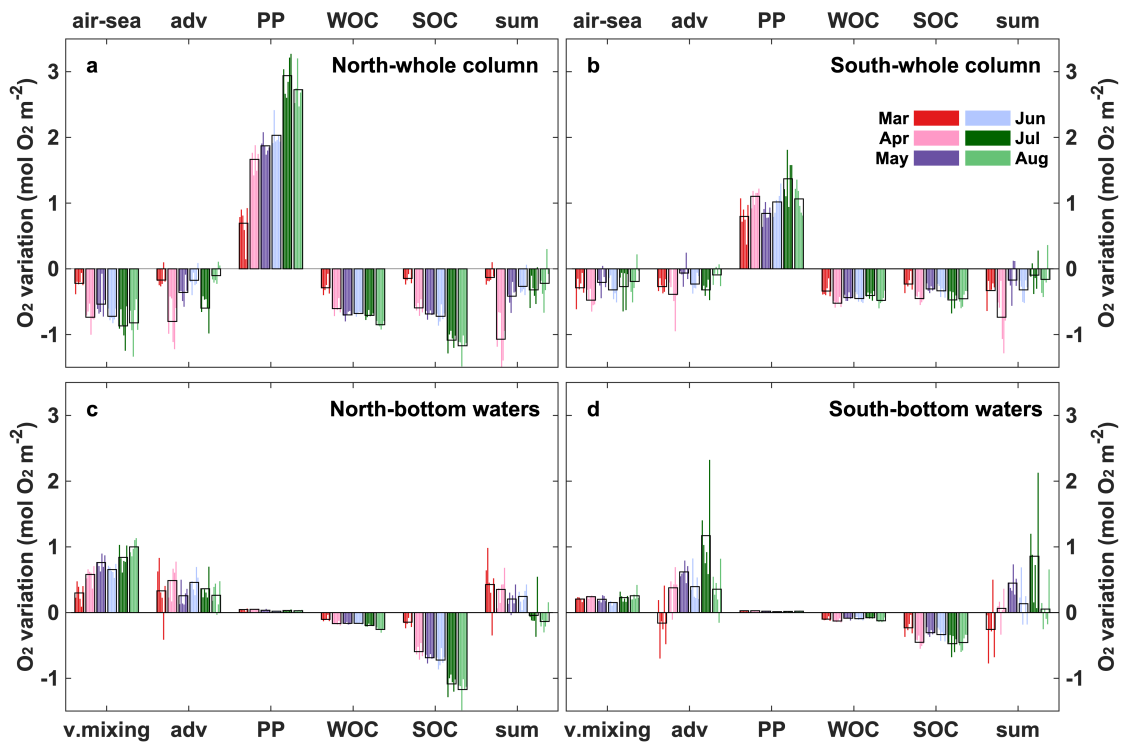 air-sea adv PP WOC SOC sum air-sea adv PP WOC SOC sum
a North-whole column
b South-whole column
O2 variation (mol O2 m-2)
3
2
1
0
-1
Mar Jun
Apr Jul
May Aug
3
2
1
0
-1
O2 variation (mol O2 m-2)
c North-bottom waters
d South-bottom waters
O2 variation (mol O2 m-2)
3
2
1
0
-1
3
2
1
0
-1
O2 variation (mol O2 m-2)
v.mixing adv PP WOC SOC sum v.mixing adv PP WOC SOC sum